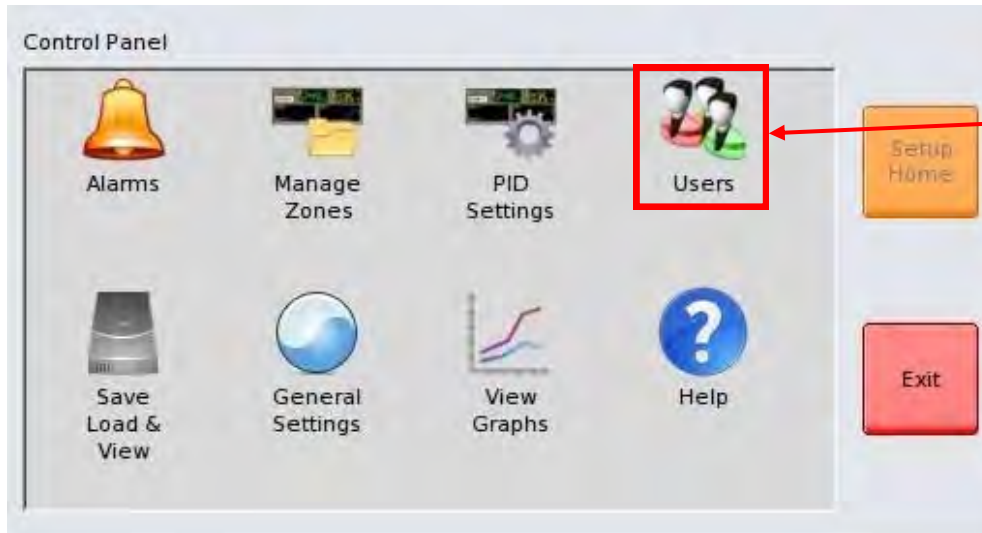 Control Panel
Alarms
Manage
Zones
PID
Settings
Users
Setup
Home
Save
Load &
View
General
Settings
View
Graphs
Help
Exit